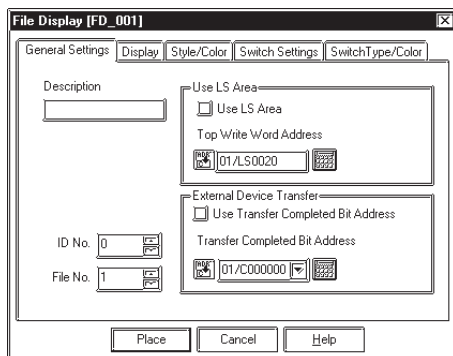 File Display [FD_001]
General Settings Display Style/Color Switch Settings SwitchType/Color
Description
Use LS Area
Use LS Area
Top Write Word Address
01/LS0020
External Device Transfer
Use Transfer Completed Bit Address
Transfer Completed Bit Address
01/C000000
ID No. 0
File No. 1
Place Cancel Help